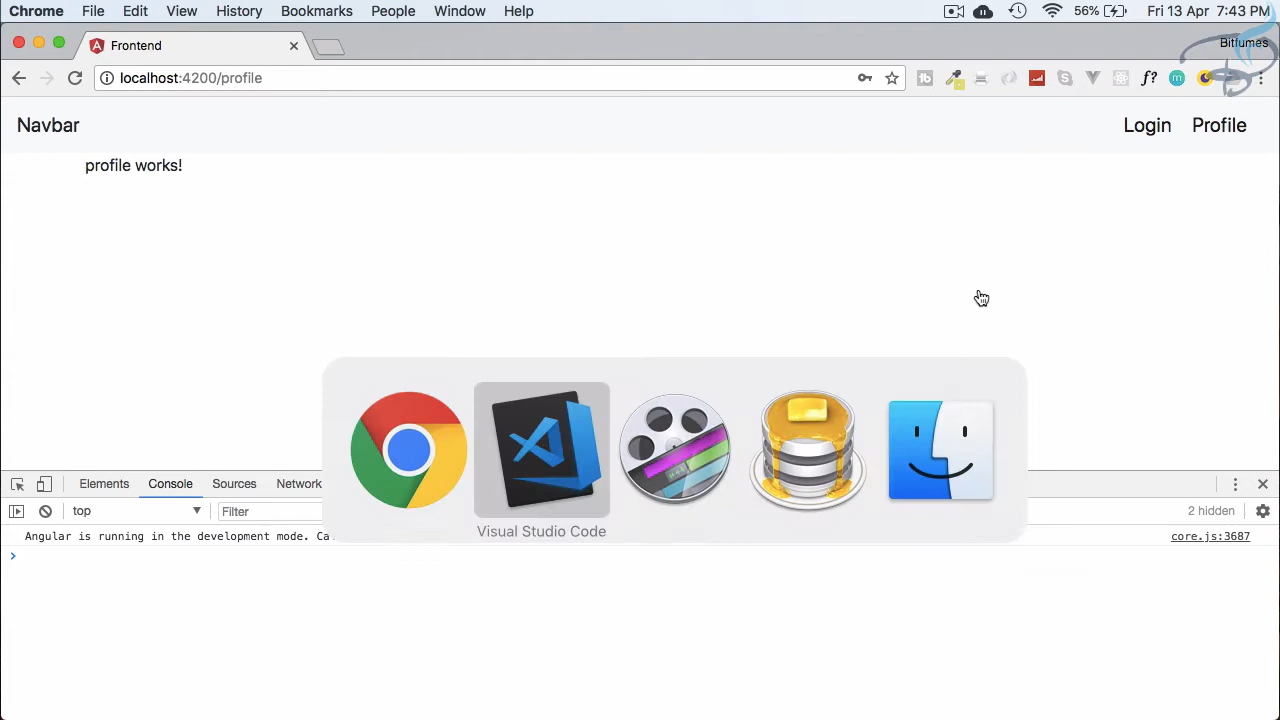 Chrome File Edit View History Bookmarks People Window Help 56% Fri 13 Apr 7:43 PM
Frontend Bitfumes
localhost:4200/profile f?
Navbar Login Profile
profile works!
Elements Console Sources Network
top Filter 2 hidden
Visual Studio Code
Angular is running in the development mode. Ca core.js:3687